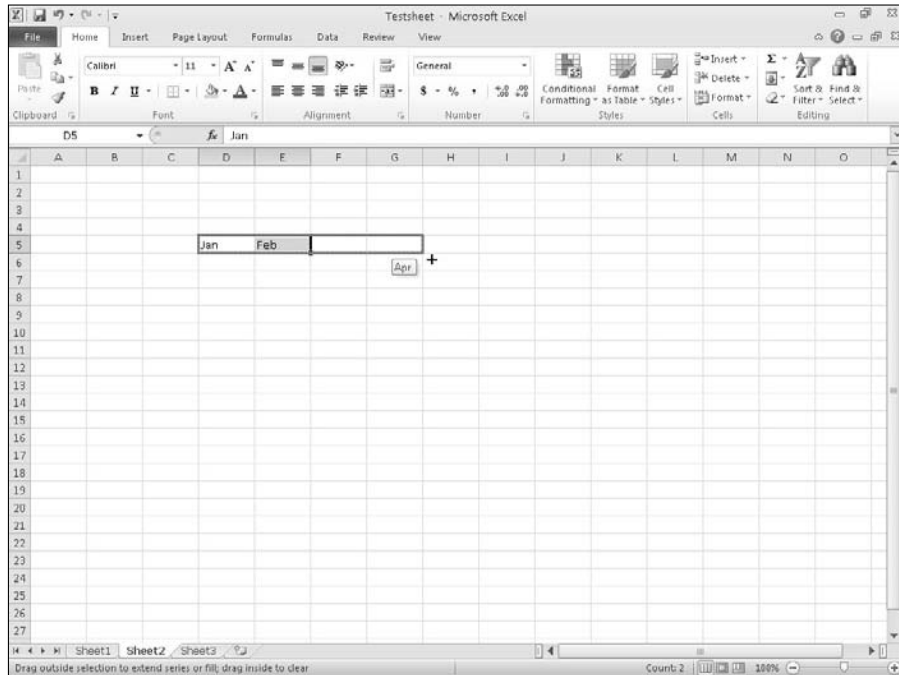 Testsheet - Microsoft Excel
File Home Insert Page Layout Formulas Data Review View
Paste
Calibri 11 A A
B I U A
General
$ % , .0 .00 .00 .0
Conditional Formatting Format as Table Cell Styles
Insert
Delete
Format
Σ
Sort & Filter Find & Select
Clipboard Font Alignment Number Styles Cells Editing
D5 fx Jan
A B C D E F G H I J K L M N O
1
2
3
4
5 Jan Feb
6 Apr
7
8
9
10
11
12
13
14
15
16
17
18
19
20
21
22
23
24
25
26
27
Sheet1 Sheet2 Sheet3
Drag outside selection to extend series or fill; drag inside to clear Count: 2 100%